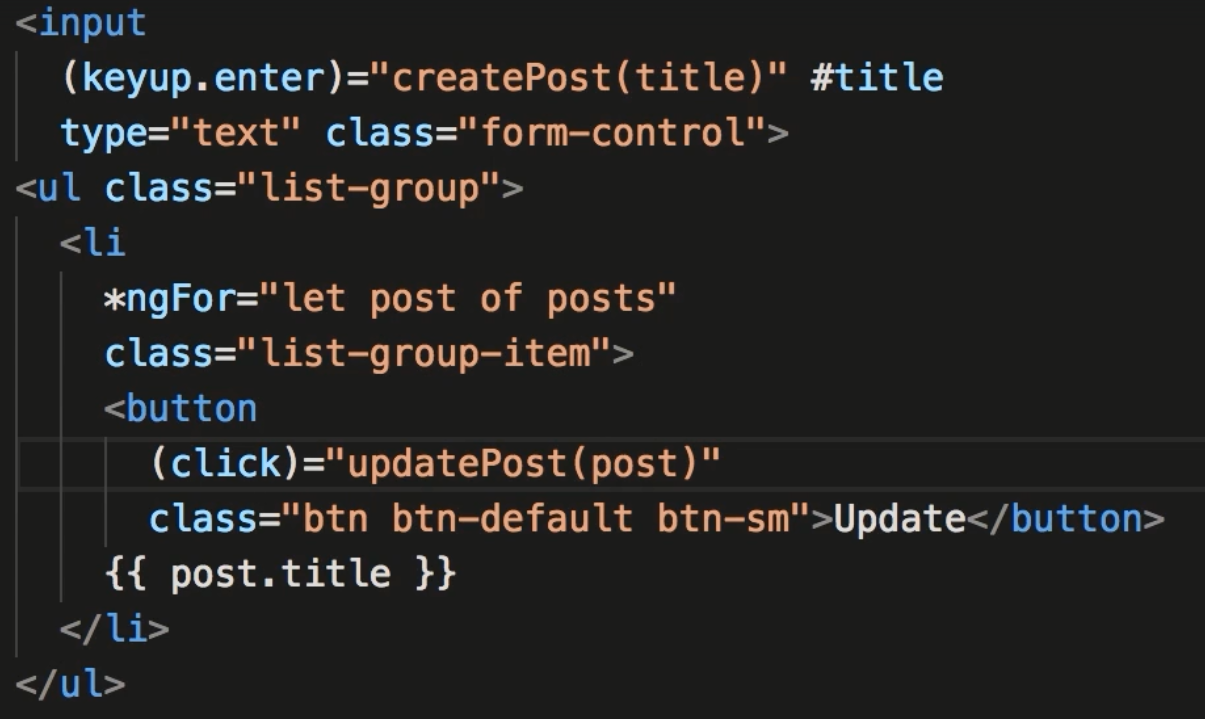 <input
(keyup.enter)="createPost(title)" #title
type="text" class="form-control">
<ul class="list-group">
<li
*ngFor="let post of posts"
class="list-group-item">
<button
(click)="updatePost(post)"
class="btn btn-default btn-sm">Update</button>
{{ post.title }}
</li>
</ul>